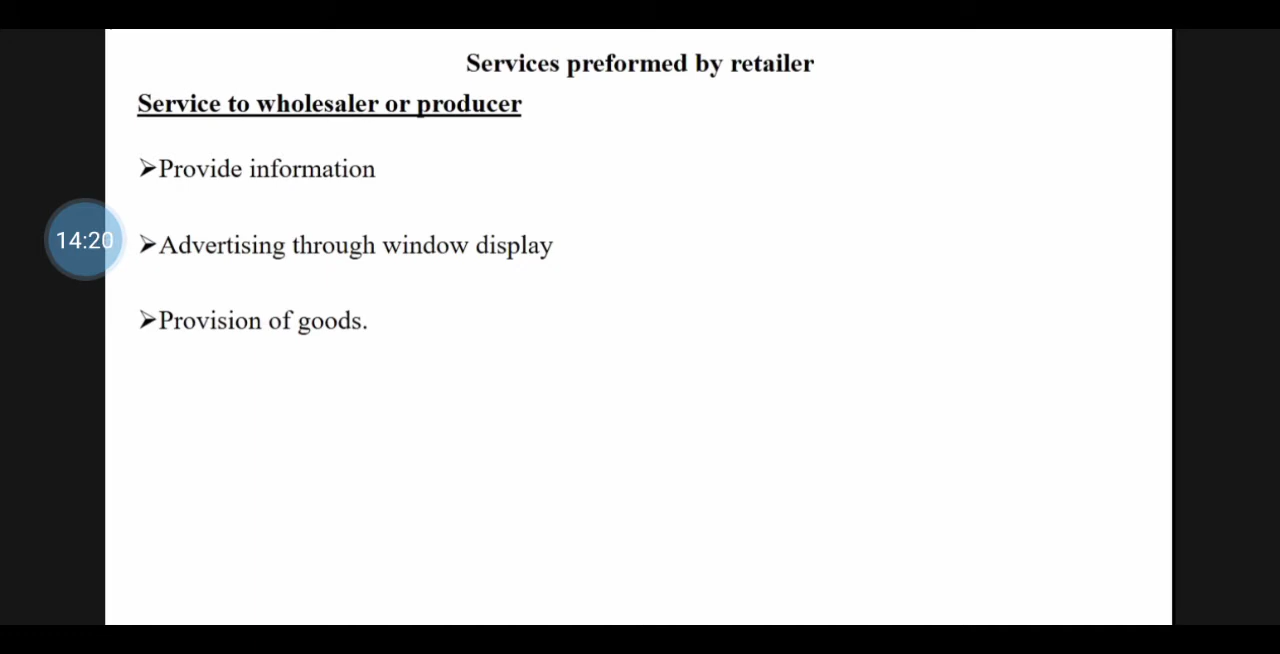 Services preformed by retailer
Service to wholesaler or producer
➢Provide information
14:20
➢Advertising through window display
➢Provision of goods.